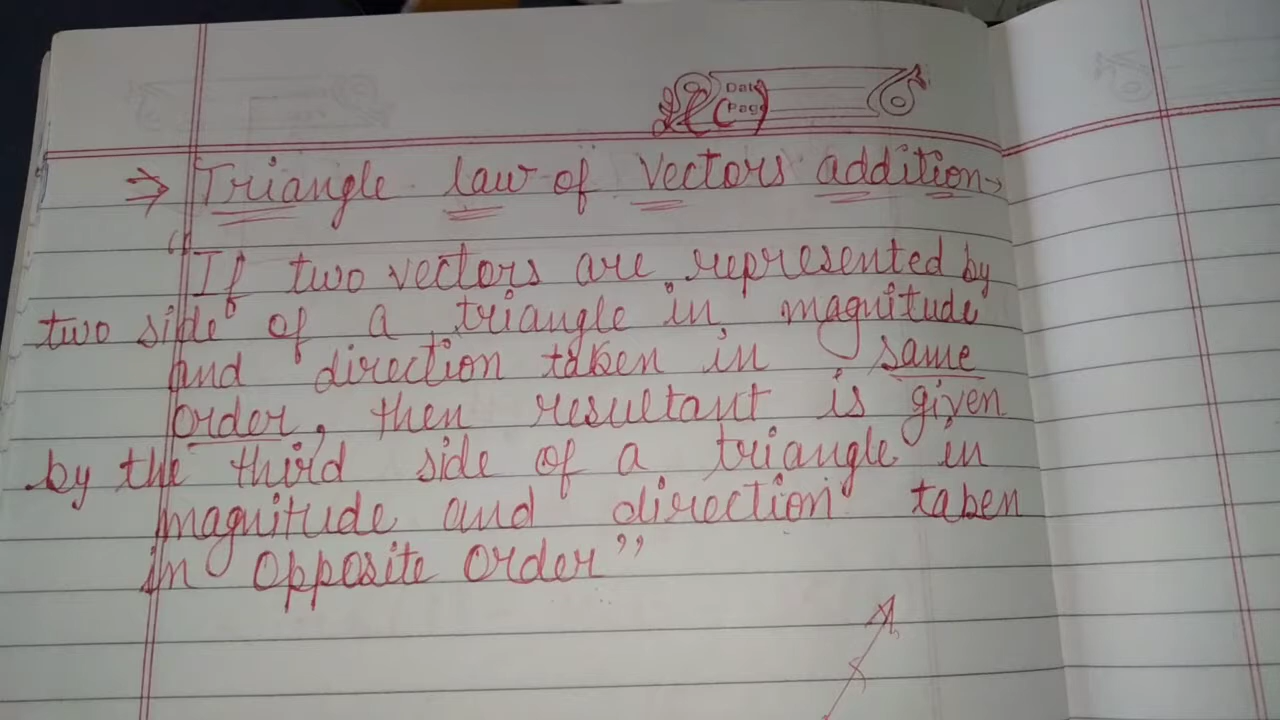 Date
Page
⇒ Triangle law of Vectors addition→
"If two vectors are represented by
two side of a triangle in magnitude
and direction taken in same
order, then resultant is given
by the third side of a triangle in
magnitude and direction taken
in opposite order"